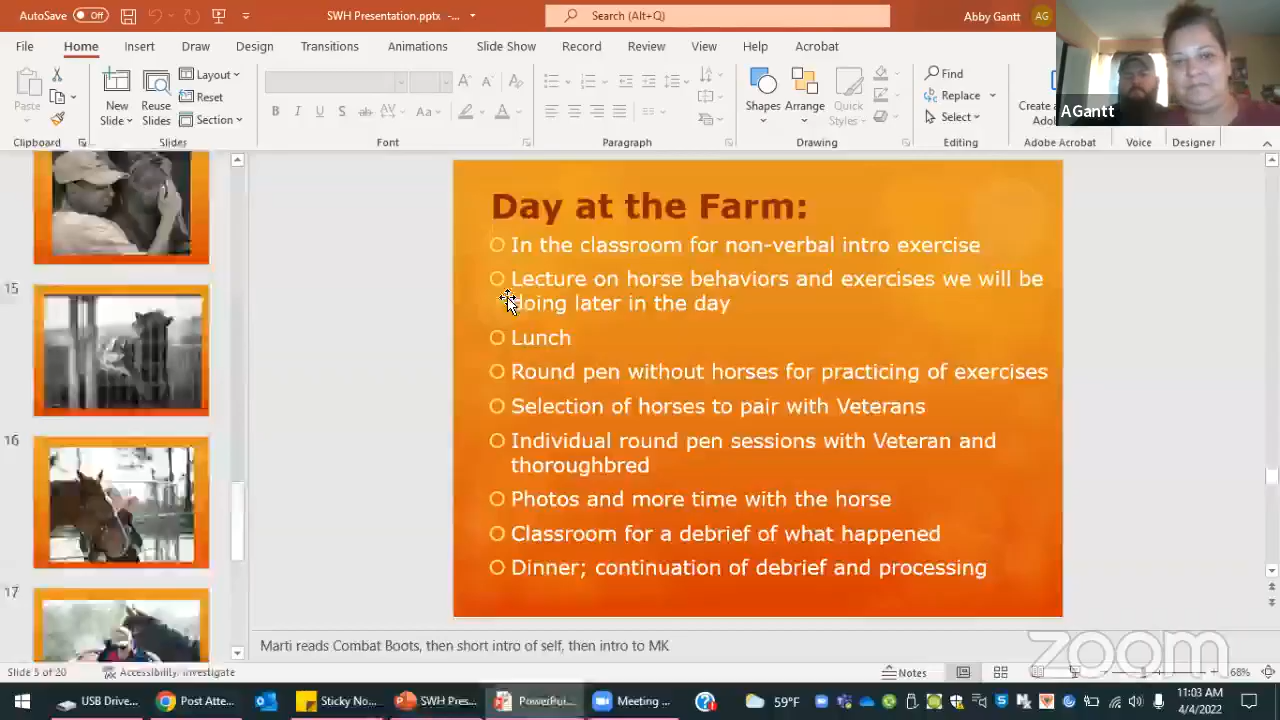 AutoSave Off SWH Presentation.pptx -... Search (Alt+Q) Abby Gantt AG
File Home Insert Draw Design Transitions Animations Slide Show Record Review View Help Acrobat
Paste New Slide Reuse Slides Layout Reset Section Shapes Arrange Quick Styles Find Replace Select Create a
Clipboard Slides Font Paragraph Drawing Editing Adobe Acrobat Voice Designer
AGantt
Day at the Farm:
In the classroom for non-verbal intro exercise
Lecture on horse behaviors and exercises we will be
doing later in the day
Lunch
Round pen without horses for practicing of exercises
Selection of horses to pair with Veterans
Individual round pen sessions with Veteran and
thoroughbred
Photos and more time with the horse
Classroom for a debrief of what happened
Dinner; continuation of debrief and processing
15
16
17
Marti reads Combat Boots, then short intro of self, then intro to MK
zoom
Slide 5 of 20 Accessibility: Investigate Notes 68%
USB Drive... Post Atte... Sticky No... SWH Pres... PowerPoi... Meeting ... 59°F 11:03 AM
4/4/2022